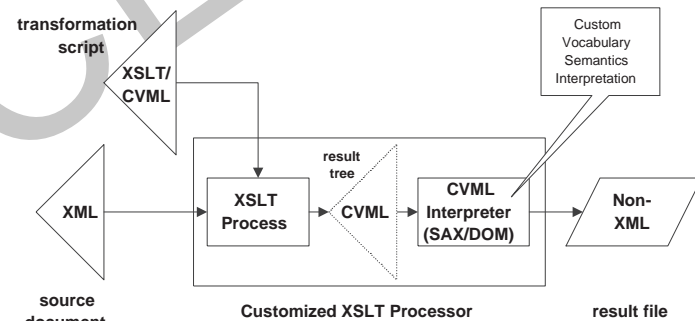 transformation
script
XSLT/
CVML
Custom
Vocabulary
Semantics
Interpretation
result
tree
XML
XSLT
Process
CVML
CVML
Interpreter
(SAX/DOM)
Non-
XML
source
document
Customized XSLT Processor
result file